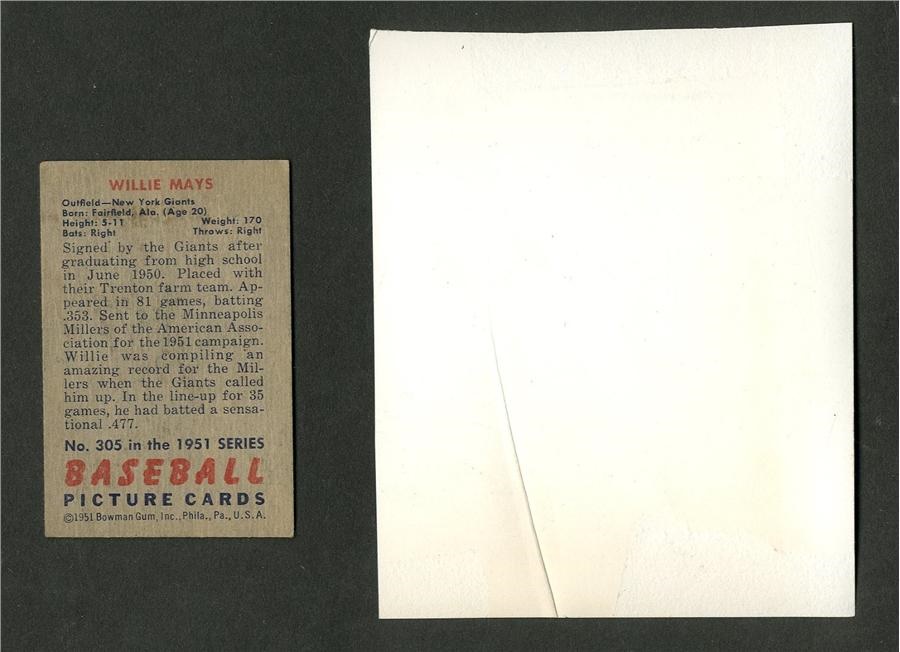 WILLIE MAYS
Outfield—New York Giants
Born: Fairfield, Ala. (Age 20)
Height: 5-11 Weight: 170
Bats: Right Throws: Right
Signed by the Giants after
graduating from high school
in June 1950. Placed with
their Trenton farm team. Ap-
peared in 81 games, batting
.353. Sent to the Minneapolis
Millers of the American Asso-
ciation for the 1951 campaign.
Willie was compiling an
amazing record for the Mil-
lers when the Giants called
him up. In the line-up for 35
games, he had batted a sensa-
tional .477.
No. 305 in the 1951 SERIES
BASEBALL
PICTURE CARDS
©1951 Bowman Gum, Inc., Phila., Pa., U.S.A.